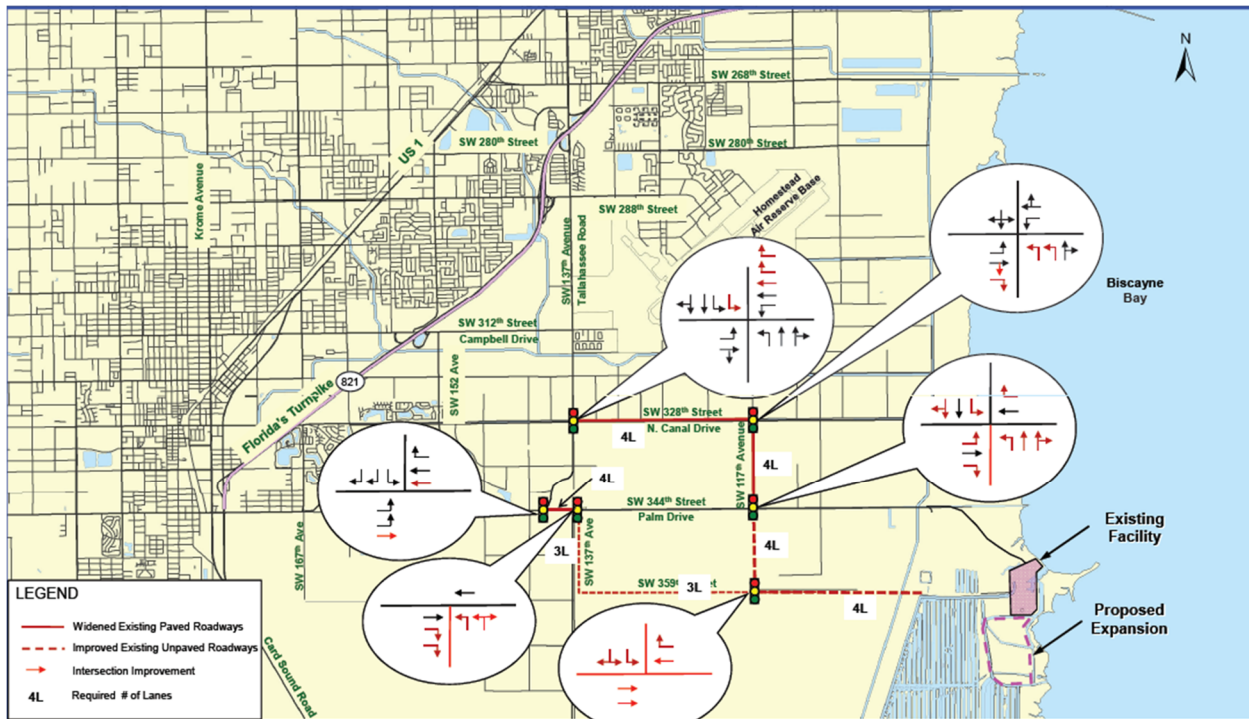 N
SW 268th Street
US 1
SW 280th Street
SW 280th Street
Krome Avenue
SW 288th Street
Homestead
Air Reserve Base
SW 137th Avenue
Tallahassee Road
Biscayne
Bay
SW 312th Street
Campbell Drive
SW 152 Ave
821
Florida's Turnpike
SW 328th Street
N. Canal Drive
4L
4L
SW 117th Avenue
4L
SW 344th Street
Palm Drive
Existing
Facility
SW 167th Ave
3L
SW 137th Ave
4L
SW 359th Street
3L
4L
Proposed
Expansion
Card Sound Road
LEGEND
Widened Existing Paved Roadways
Improved Existing Unpaved Roadways
Intersection Improvement
4L Required # of Lanes